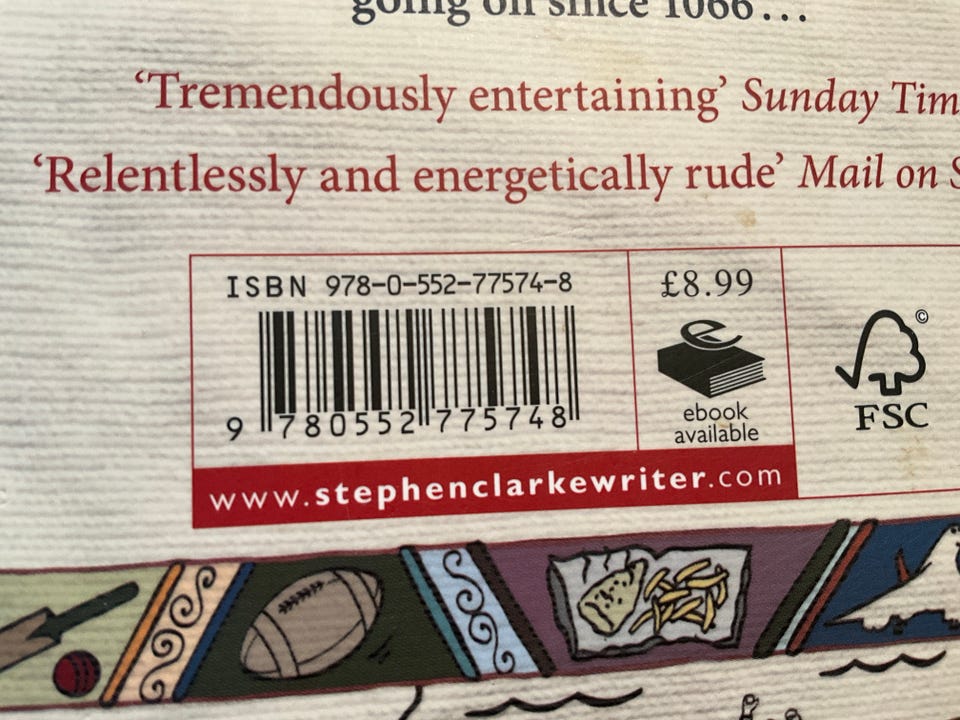 going on since 1066...
‘Tremendously entertaining’ Sunday Tim
‘Relentlessly and energetically rude’ Mail on S
ISBN 978-0-552-77574-8
9 780552 775748
£8.99
ebook
available
©
FSC
www.stephenclarkewriter.com